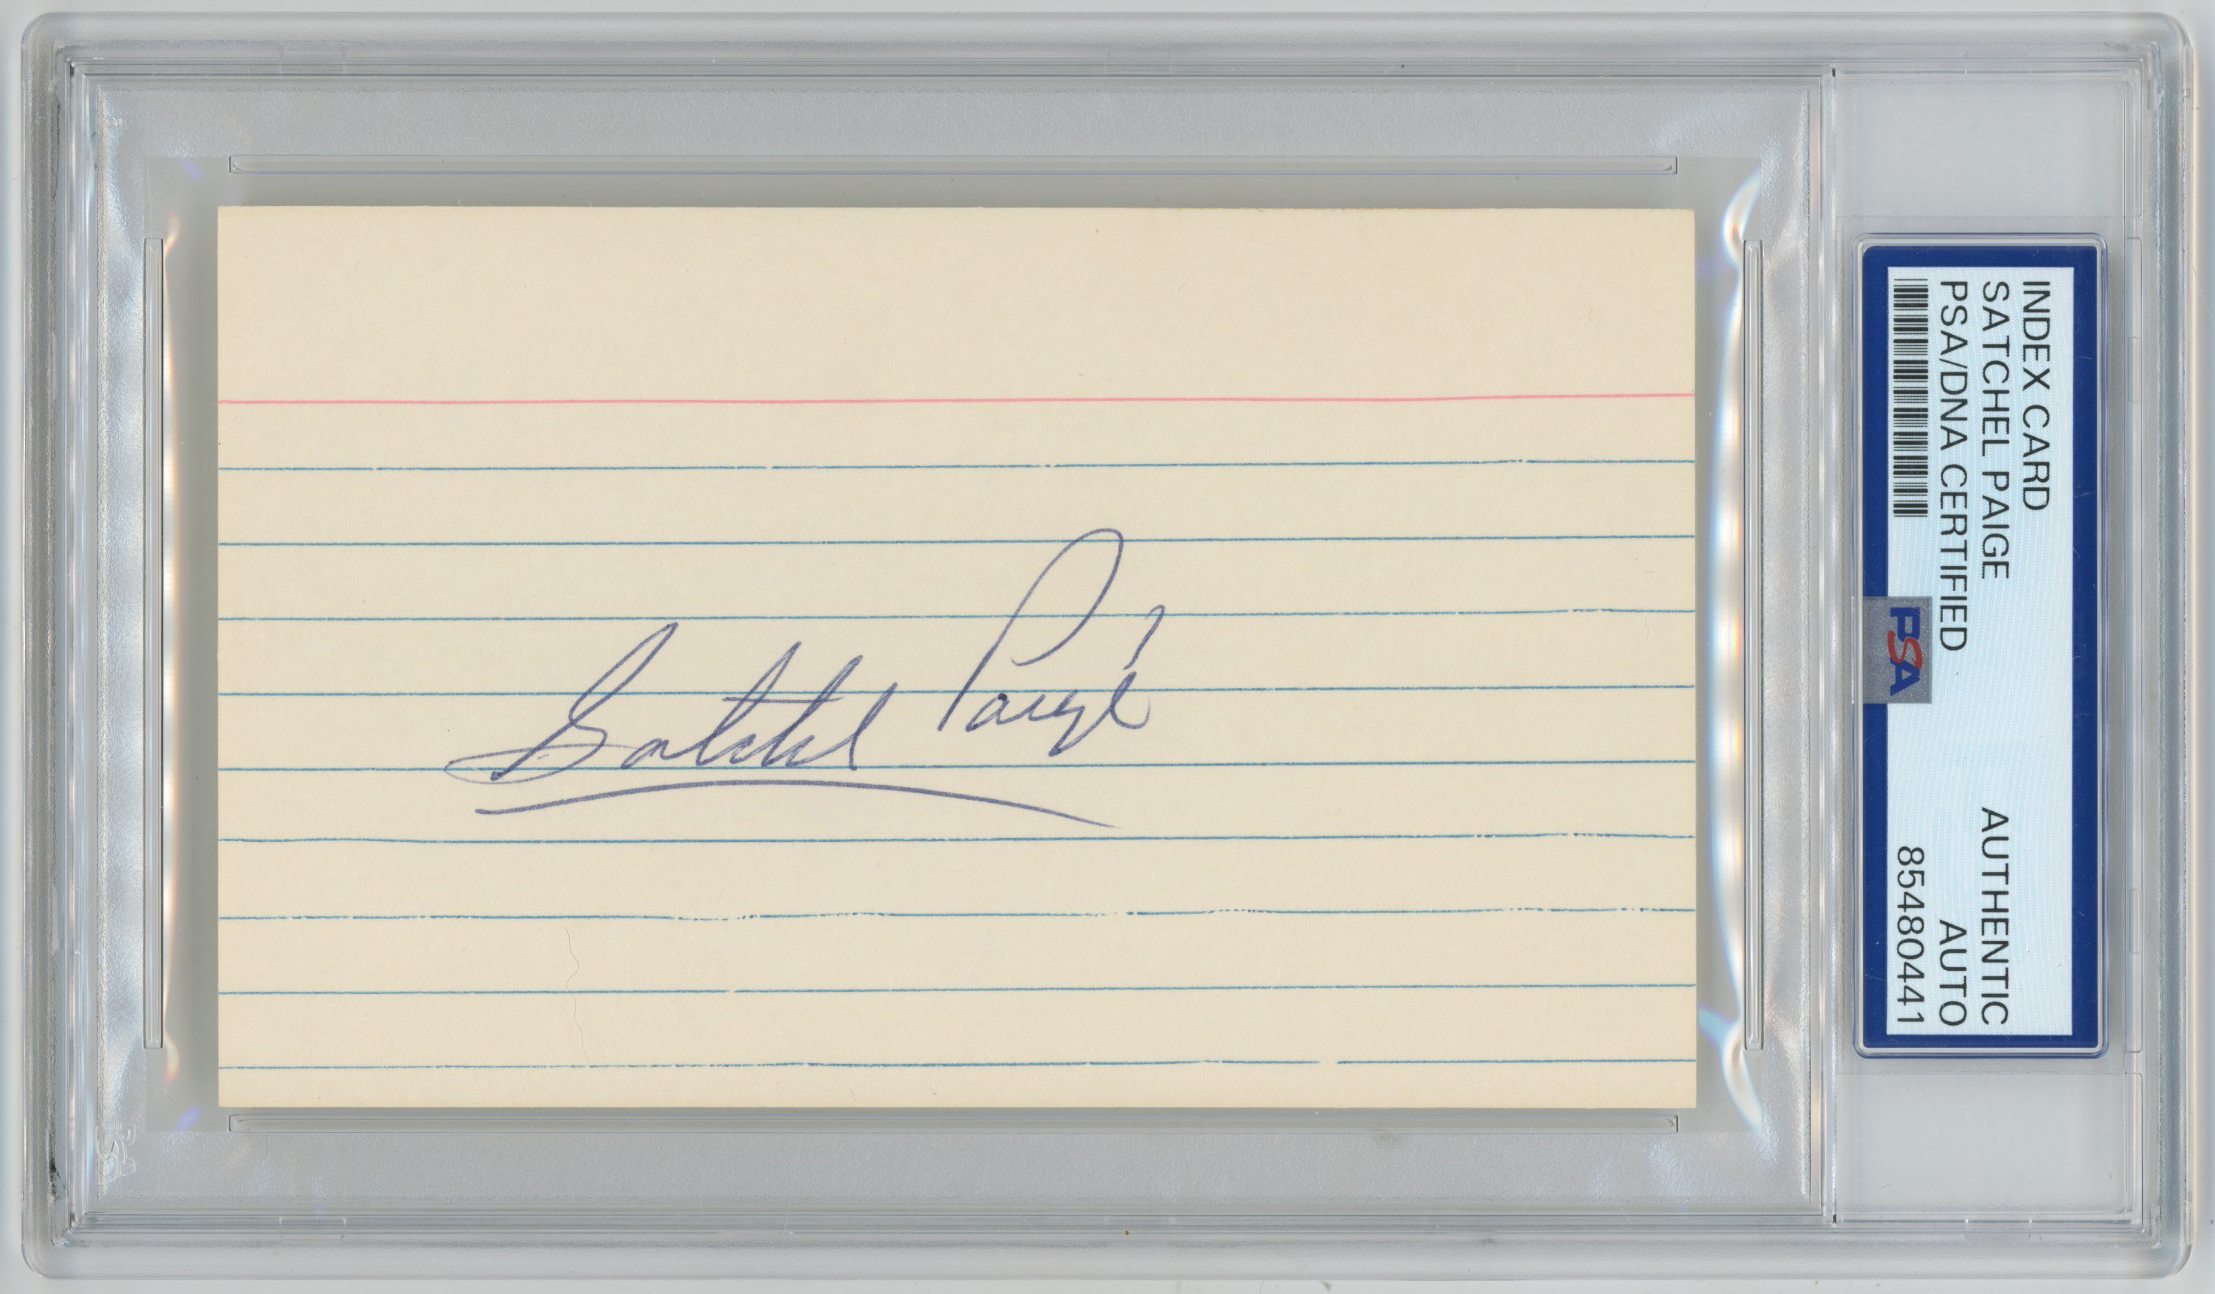 Satchel Paige
INDEX CARD
SATCHEL PAIGE
AUTHENTIC
PSA/DNA CERTIFIED
AUTO
85480441
PSA